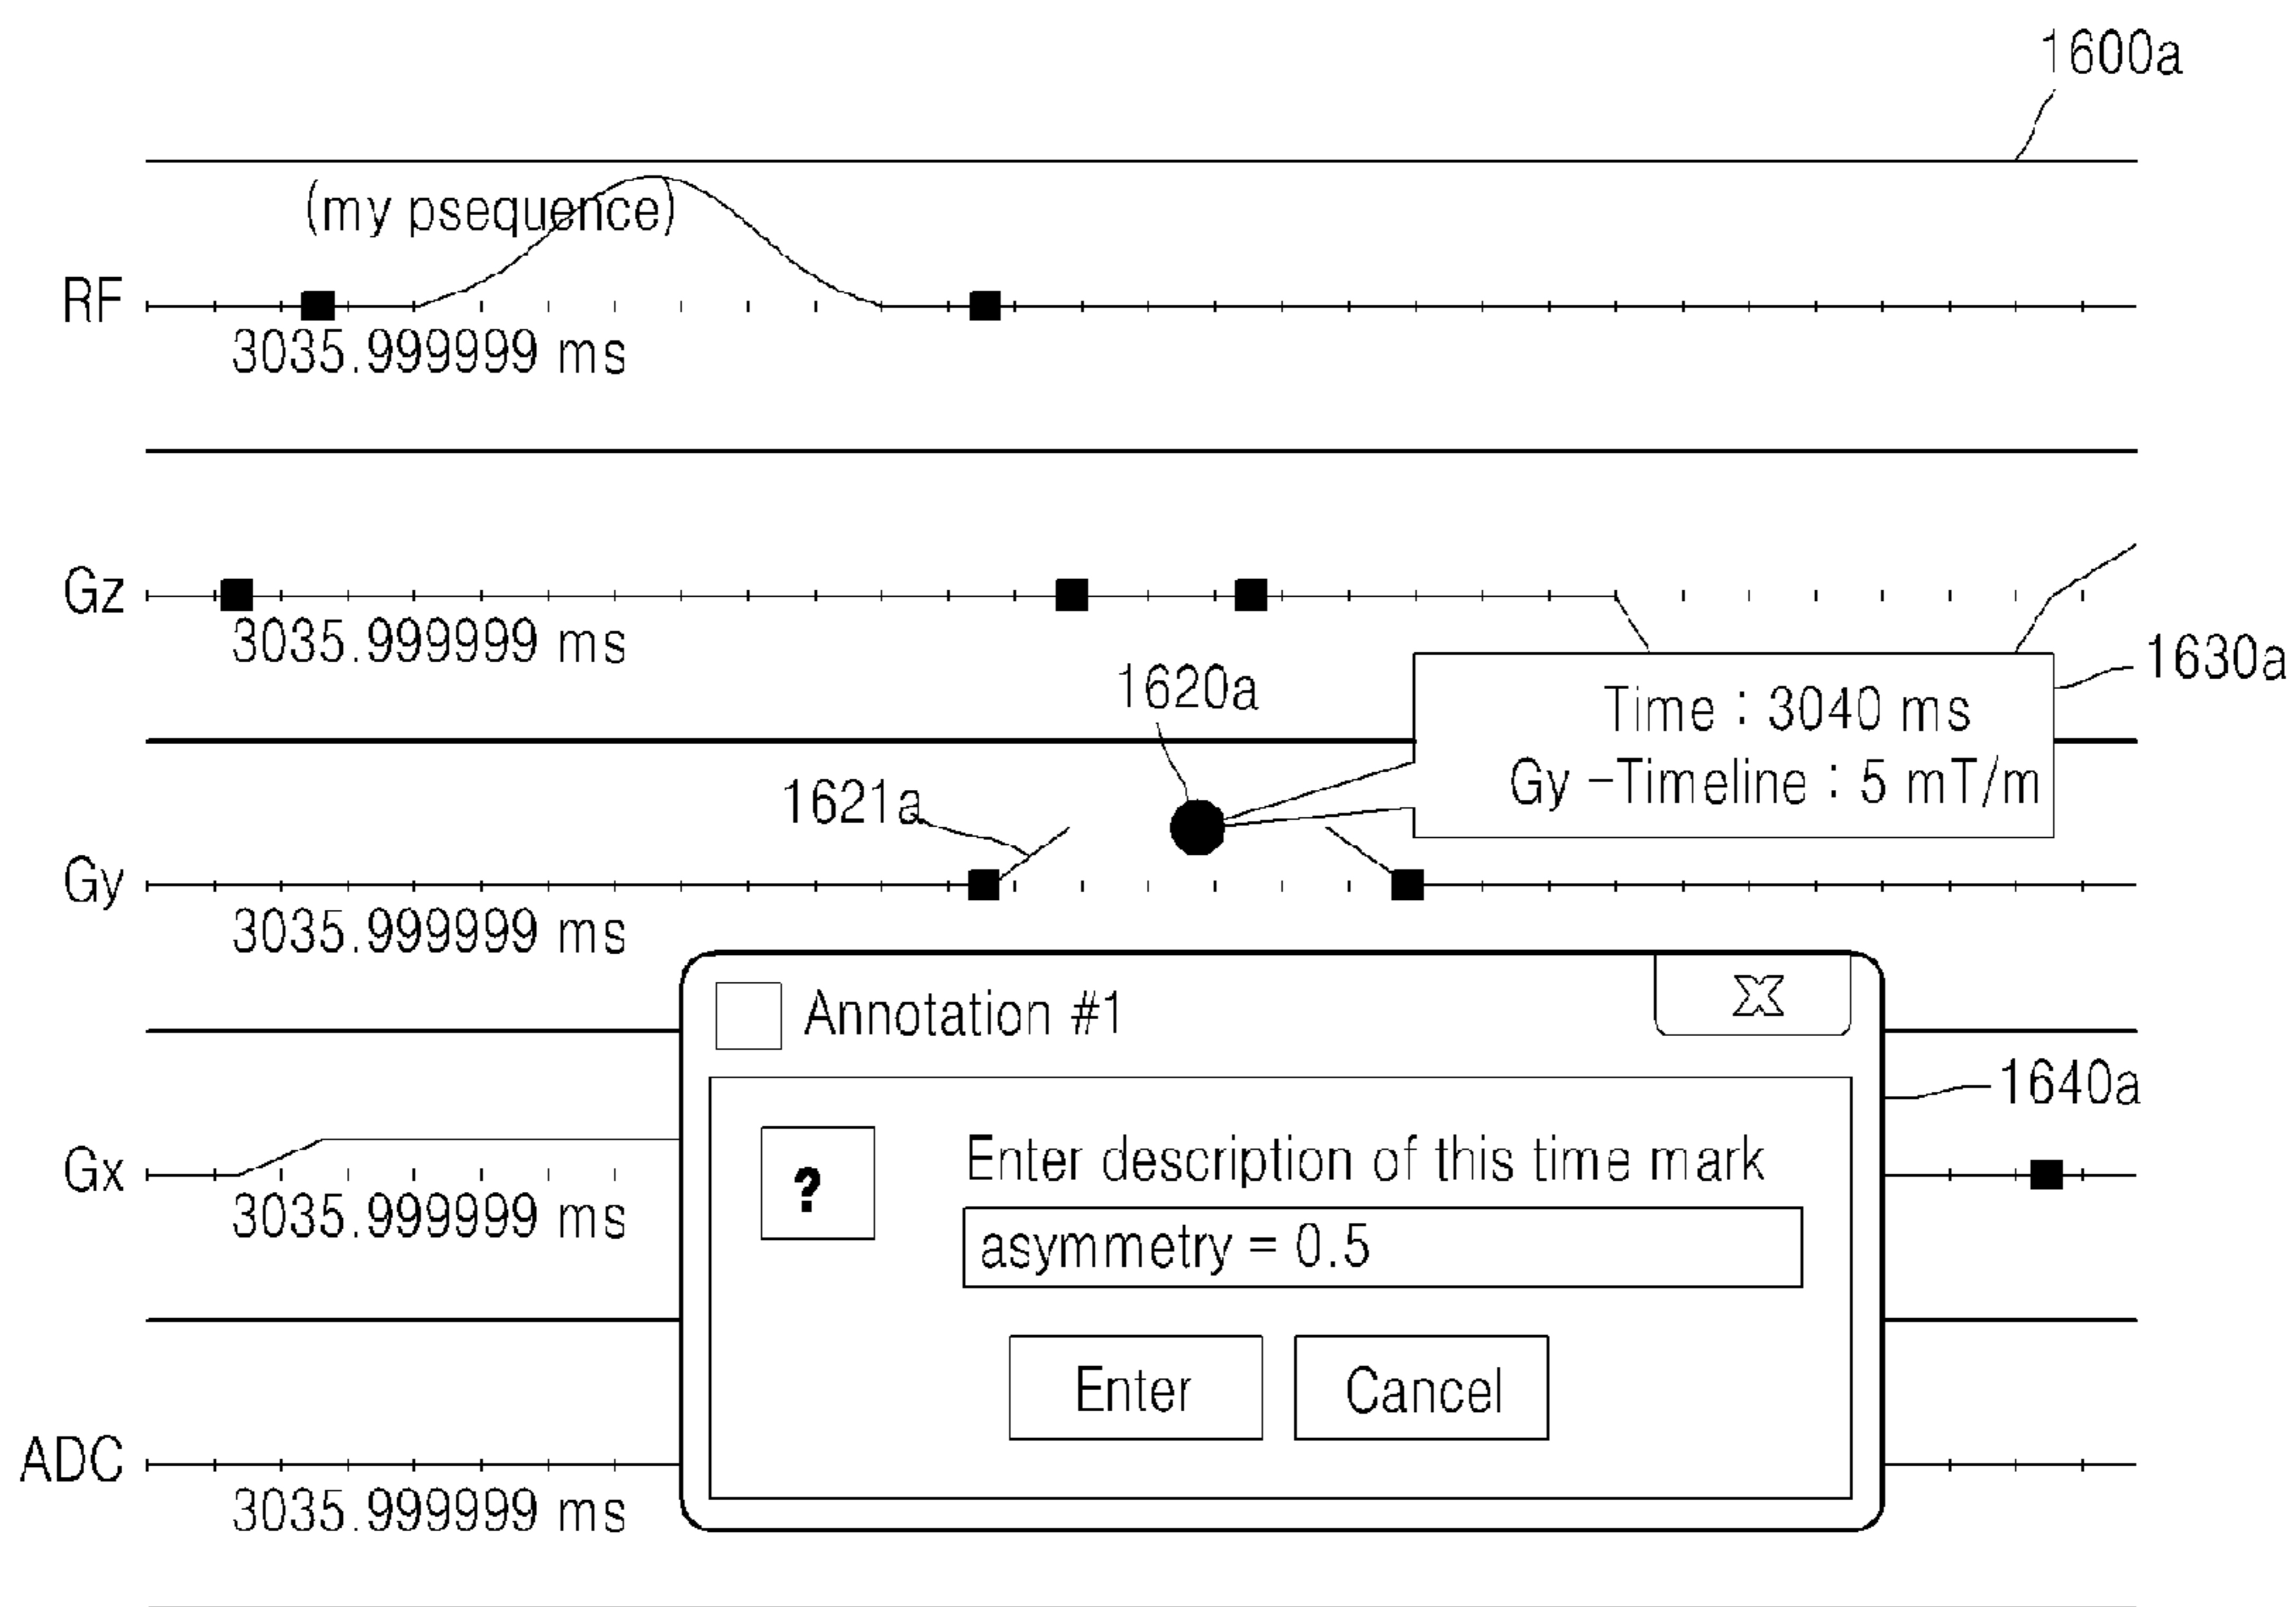 1600a
(my psequence)
RF
3035.999999 ms
Gz
3035.999999 ms
1630a
1620a
Time : 3040 ms
Gy -Timeline : 5 mT/m
1621a
Gy
3035.999999 ms
Annotation #1
X
1640a
Enter description of this time mark
?
Gx
3035.999999 ms
asymmetry = 0.5
Enter
Cancel
ADC
3035.999999 ms